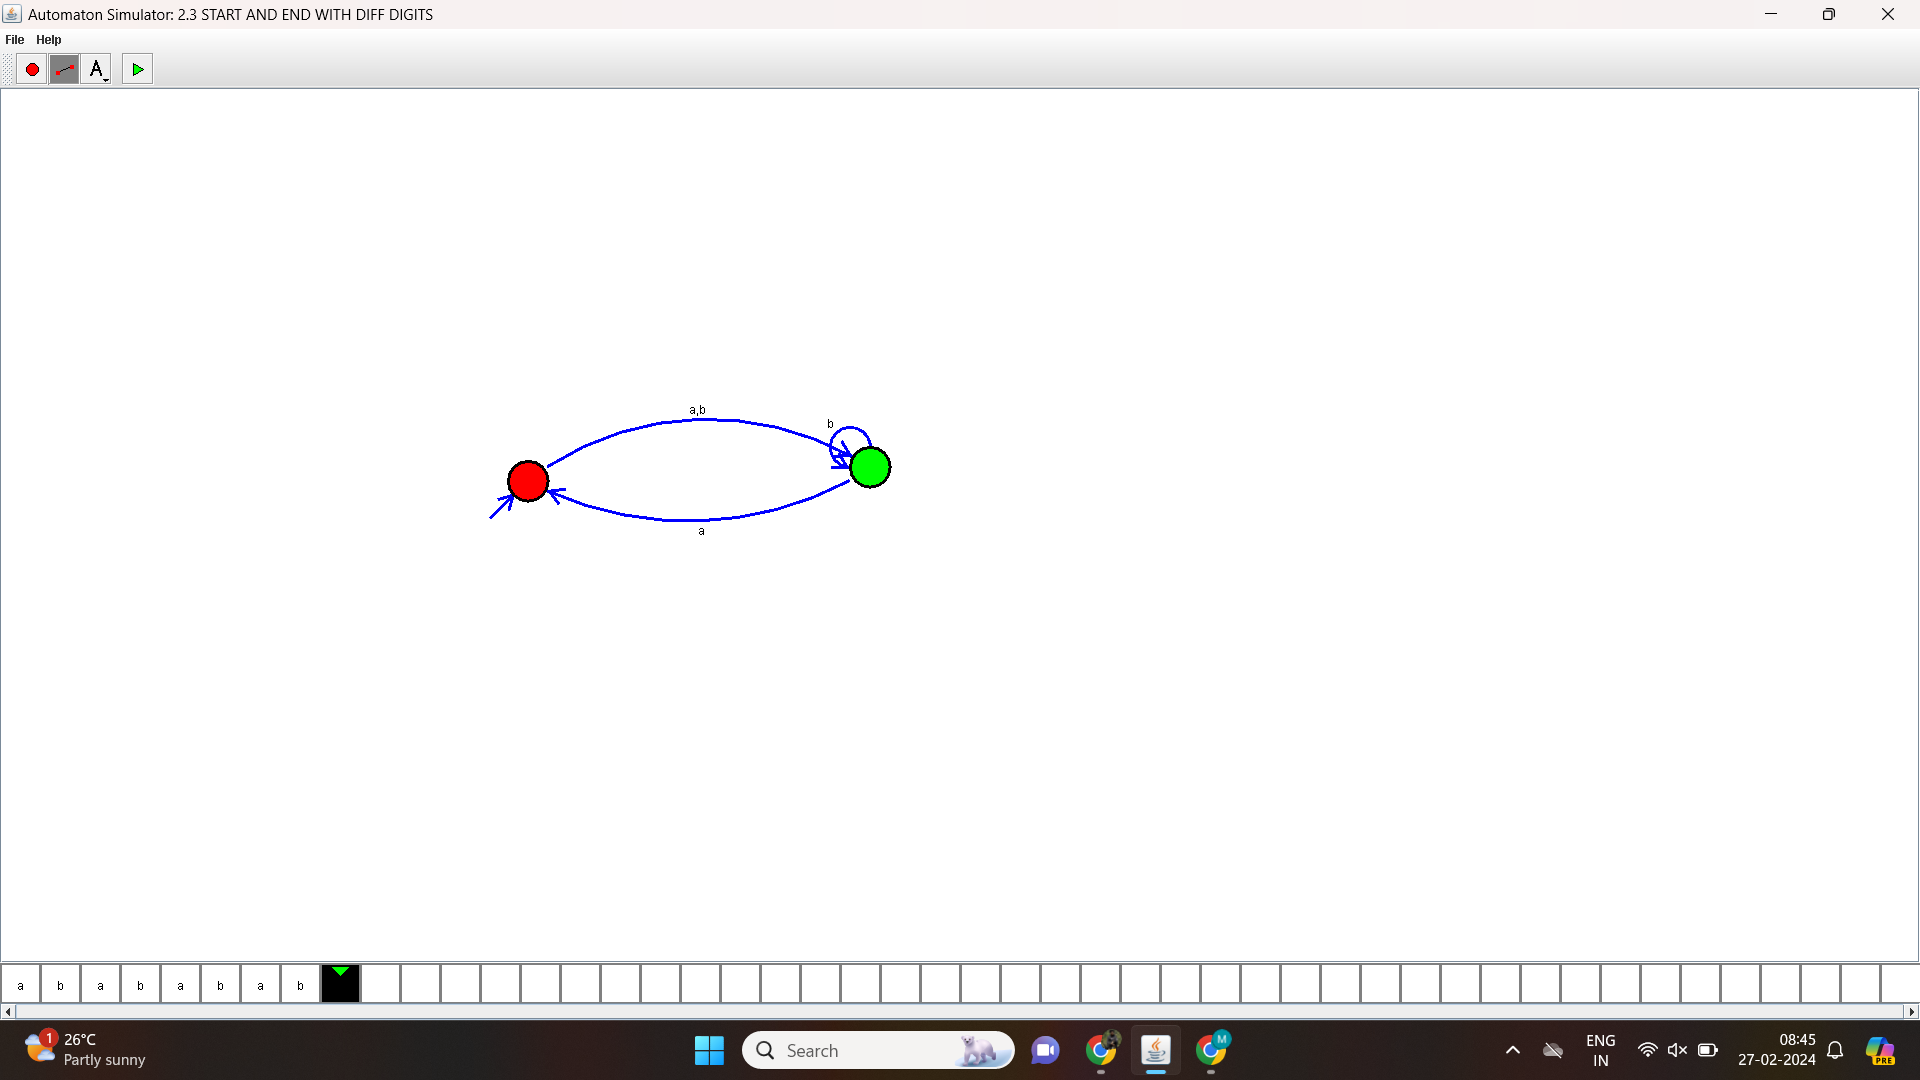 Automaton Simulator: 2.3 START AND END WITH DIFF DIGITS
File Help
A
a,b
b
a
a b a b a b a b
1
26°C
Partly sunny
Search
M
ENG
IN
08:45
27-02-2024
PRE